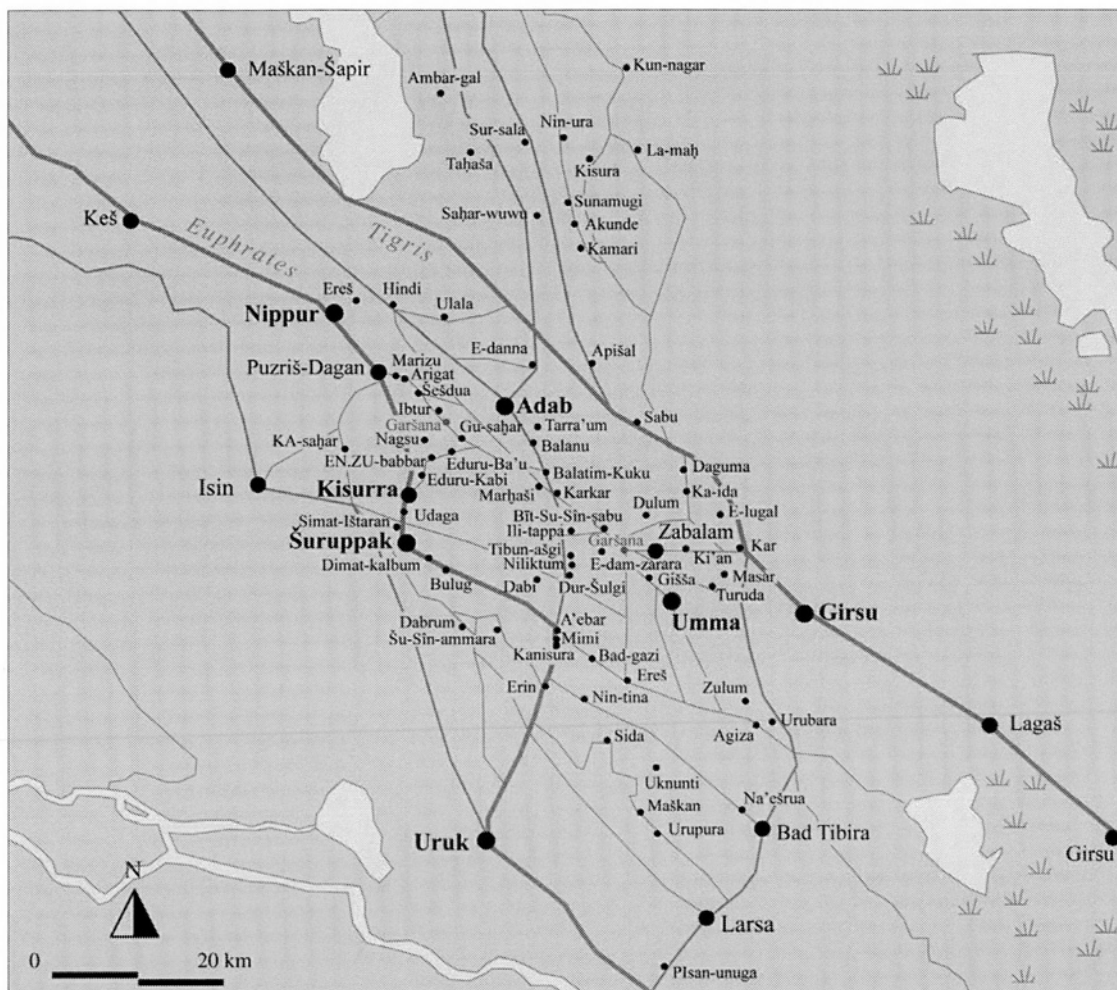 Maškan-Šapir
Kun-nagar
Ambar-gal
Nin-ura
Sur-sala
La-maḫ
Taḫaša
Kisura
Sunamugi
Saḫar-wuwu
Keš
Akunde
Euphrates
Tigris
Kamari
Ereš
Hindi
Nippur
Ulala
E-danna
Apišal
Marizu
Puzriš-Dagan
Arigat
Šešdua
Adab
Ibtur
Garšana
Gu-saḫar
Tarra'um
Sabu
KA-saḫar
Nagsu
Balanu
EN.ZU-babbar
Eduru-Ba'u
Daguma
Eduru-Kabi
Balatim-Kuku
Isin
Kisurra
Marḫaši
Karkar
Ka-ida
Udaga
Dulum
E-lugal
Simat-Ištaran
Bīt-Su-Sîn-ṣabu
Ili-tappa
Garšana
Zabalam
Šuruppak
Kar
Tibun-ašgi
E-dam-zarara
Ki'an
Dimat-kalbum
Niliktum
Masar
Bulug
Dabi
Dur-Šulgi
Gišša
Turuda
Umma
Girsu
Dabrum
A'ebar
Šu-Sîn-ammara
Mimi
Kanisura
Bad-gazi
Ereš
Erin
Nin-tina
Zulum
Urubara
Lagaš
Sida
Agiza
Uknunti
Maškan
Na'ešrua
Uruk
Urupura
Bad Tibira
Girsu
N
Larsa
0 20 km
PIsan-unuga